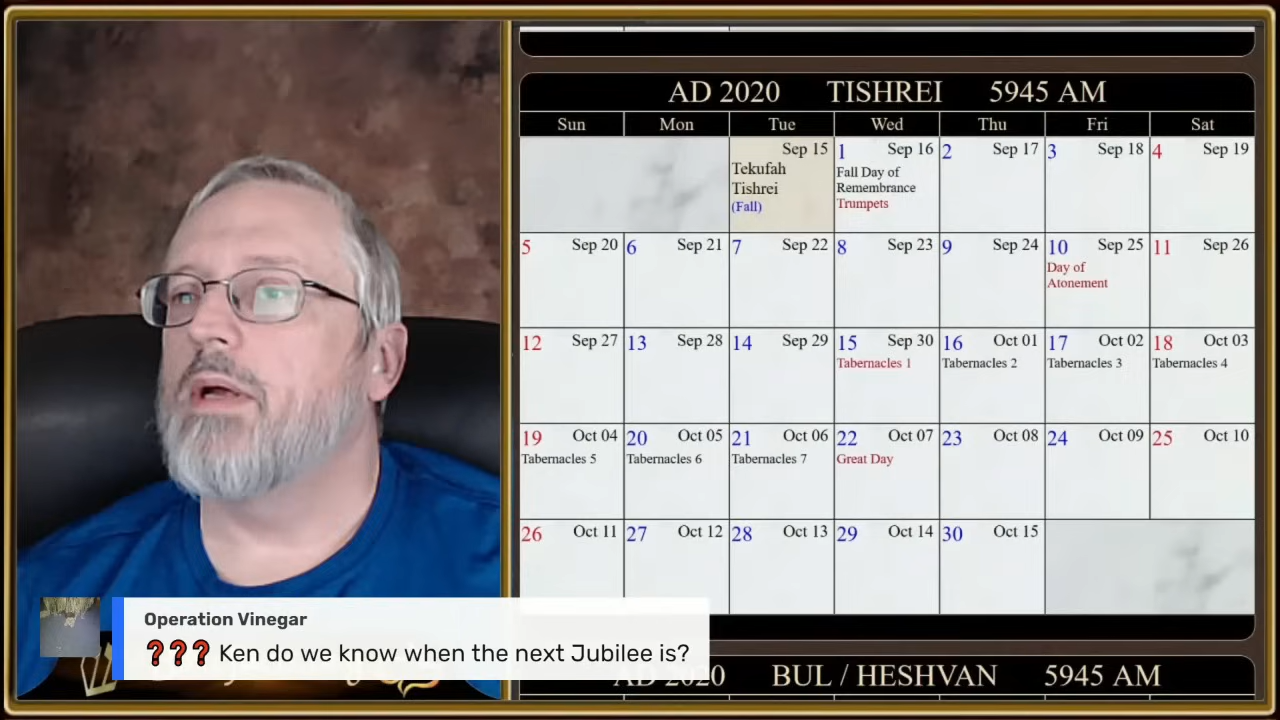 AD 2020 TISHREI 5945 AM
Sun Mon Tue Wed Thu Fri Sat
Sep 15 1 Sep 16 2 Sep 17 3 Sep 18 4 Sep 19
Tekufah
Tishrei
(Fall)
Fall Day of
Remembrance
Trumpets
5 Sep 20 6 Sep 21 7 Sep 22 8 Sep 23 9 Sep 24 10 Sep 25 11 Sep 26
Day of
Atonement
12 Sep 27 13 Sep 28 14 Sep 29 15 Sep 30 16 Oct 01 17 Oct 02 18 Oct 03
Tabernacles 1 Tabernacles 2 Tabernacles 3 Tabernacles 4
19 Oct 04 20 Oct 05 21 Oct 06 22 Oct 07 23 Oct 08 24 Oct 09 25 Oct 10
Tabernacles 5 Tabernacles 6 Tabernacles 7 Great Day
26 Oct 11 27 Oct 12 28 Oct 13 29 Oct 14 30 Oct 15
Operation Vinegar
❓❓❓ Ken do we know when the next Jubilee is?
AD 2020 BUL / HESHVAN 5945 AM